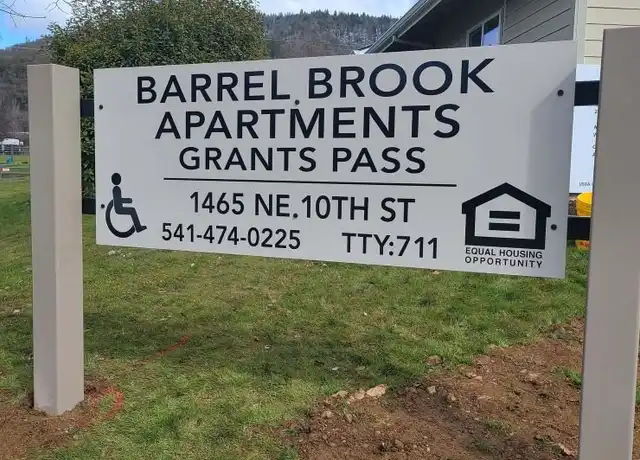 BARREL BROOK
APARTMENTS
GRANTS PASS
1465 NE.10TH ST
541-474-0225 TTY:711
EQUAL HOUSING
OPPORTUNITY